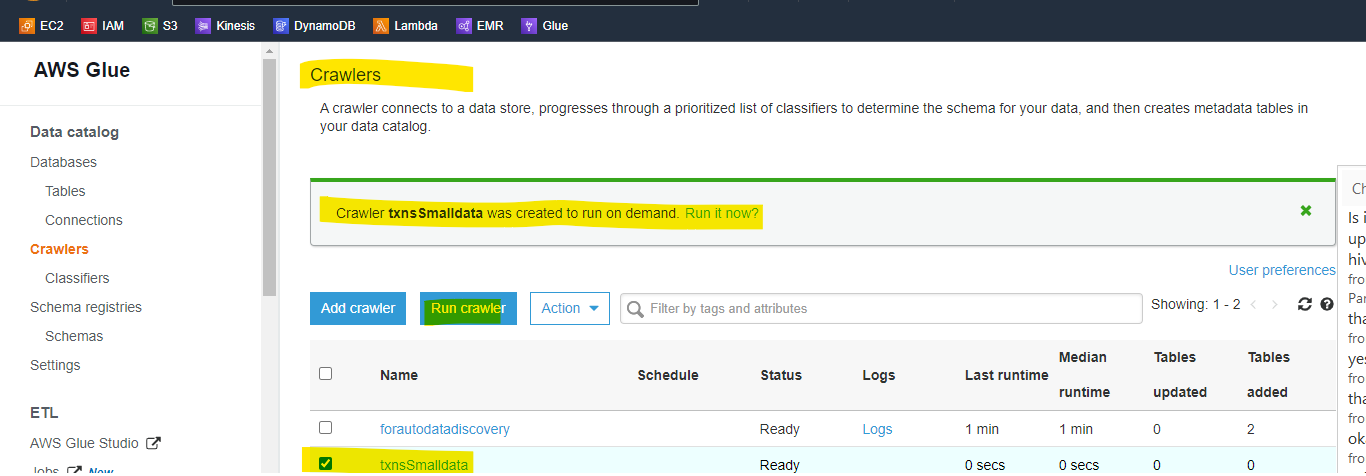 EC2 IAM S3 Kinesis DynamoDB Lambda EMR Glue
AWS Glue
Data catalog
Databases
Tables
Connections
Crawlers
Classifiers
Schema registries
Schemas
Settings
ETL
AWS Glue Studio
Jobs New
Crawlers
A crawler connects to a data store, progresses through a prioritized list of classifiers to determine the schema for your data, and then creates metadata tables in
your data catalog.
Crawler txnsSmalldata was created to run on demand. Run it now?
User preferences
Add crawler Run crawler Action Filter by tags and attributes Showing: 1 - 2
Name Schedule Status Logs Last runtime Median runtime Tables updated Tables added
forautodatadiscovery Ready Logs 1 min 1 min 0 2
txnsSmalldata Ready 0 secs 0 secs 0 0